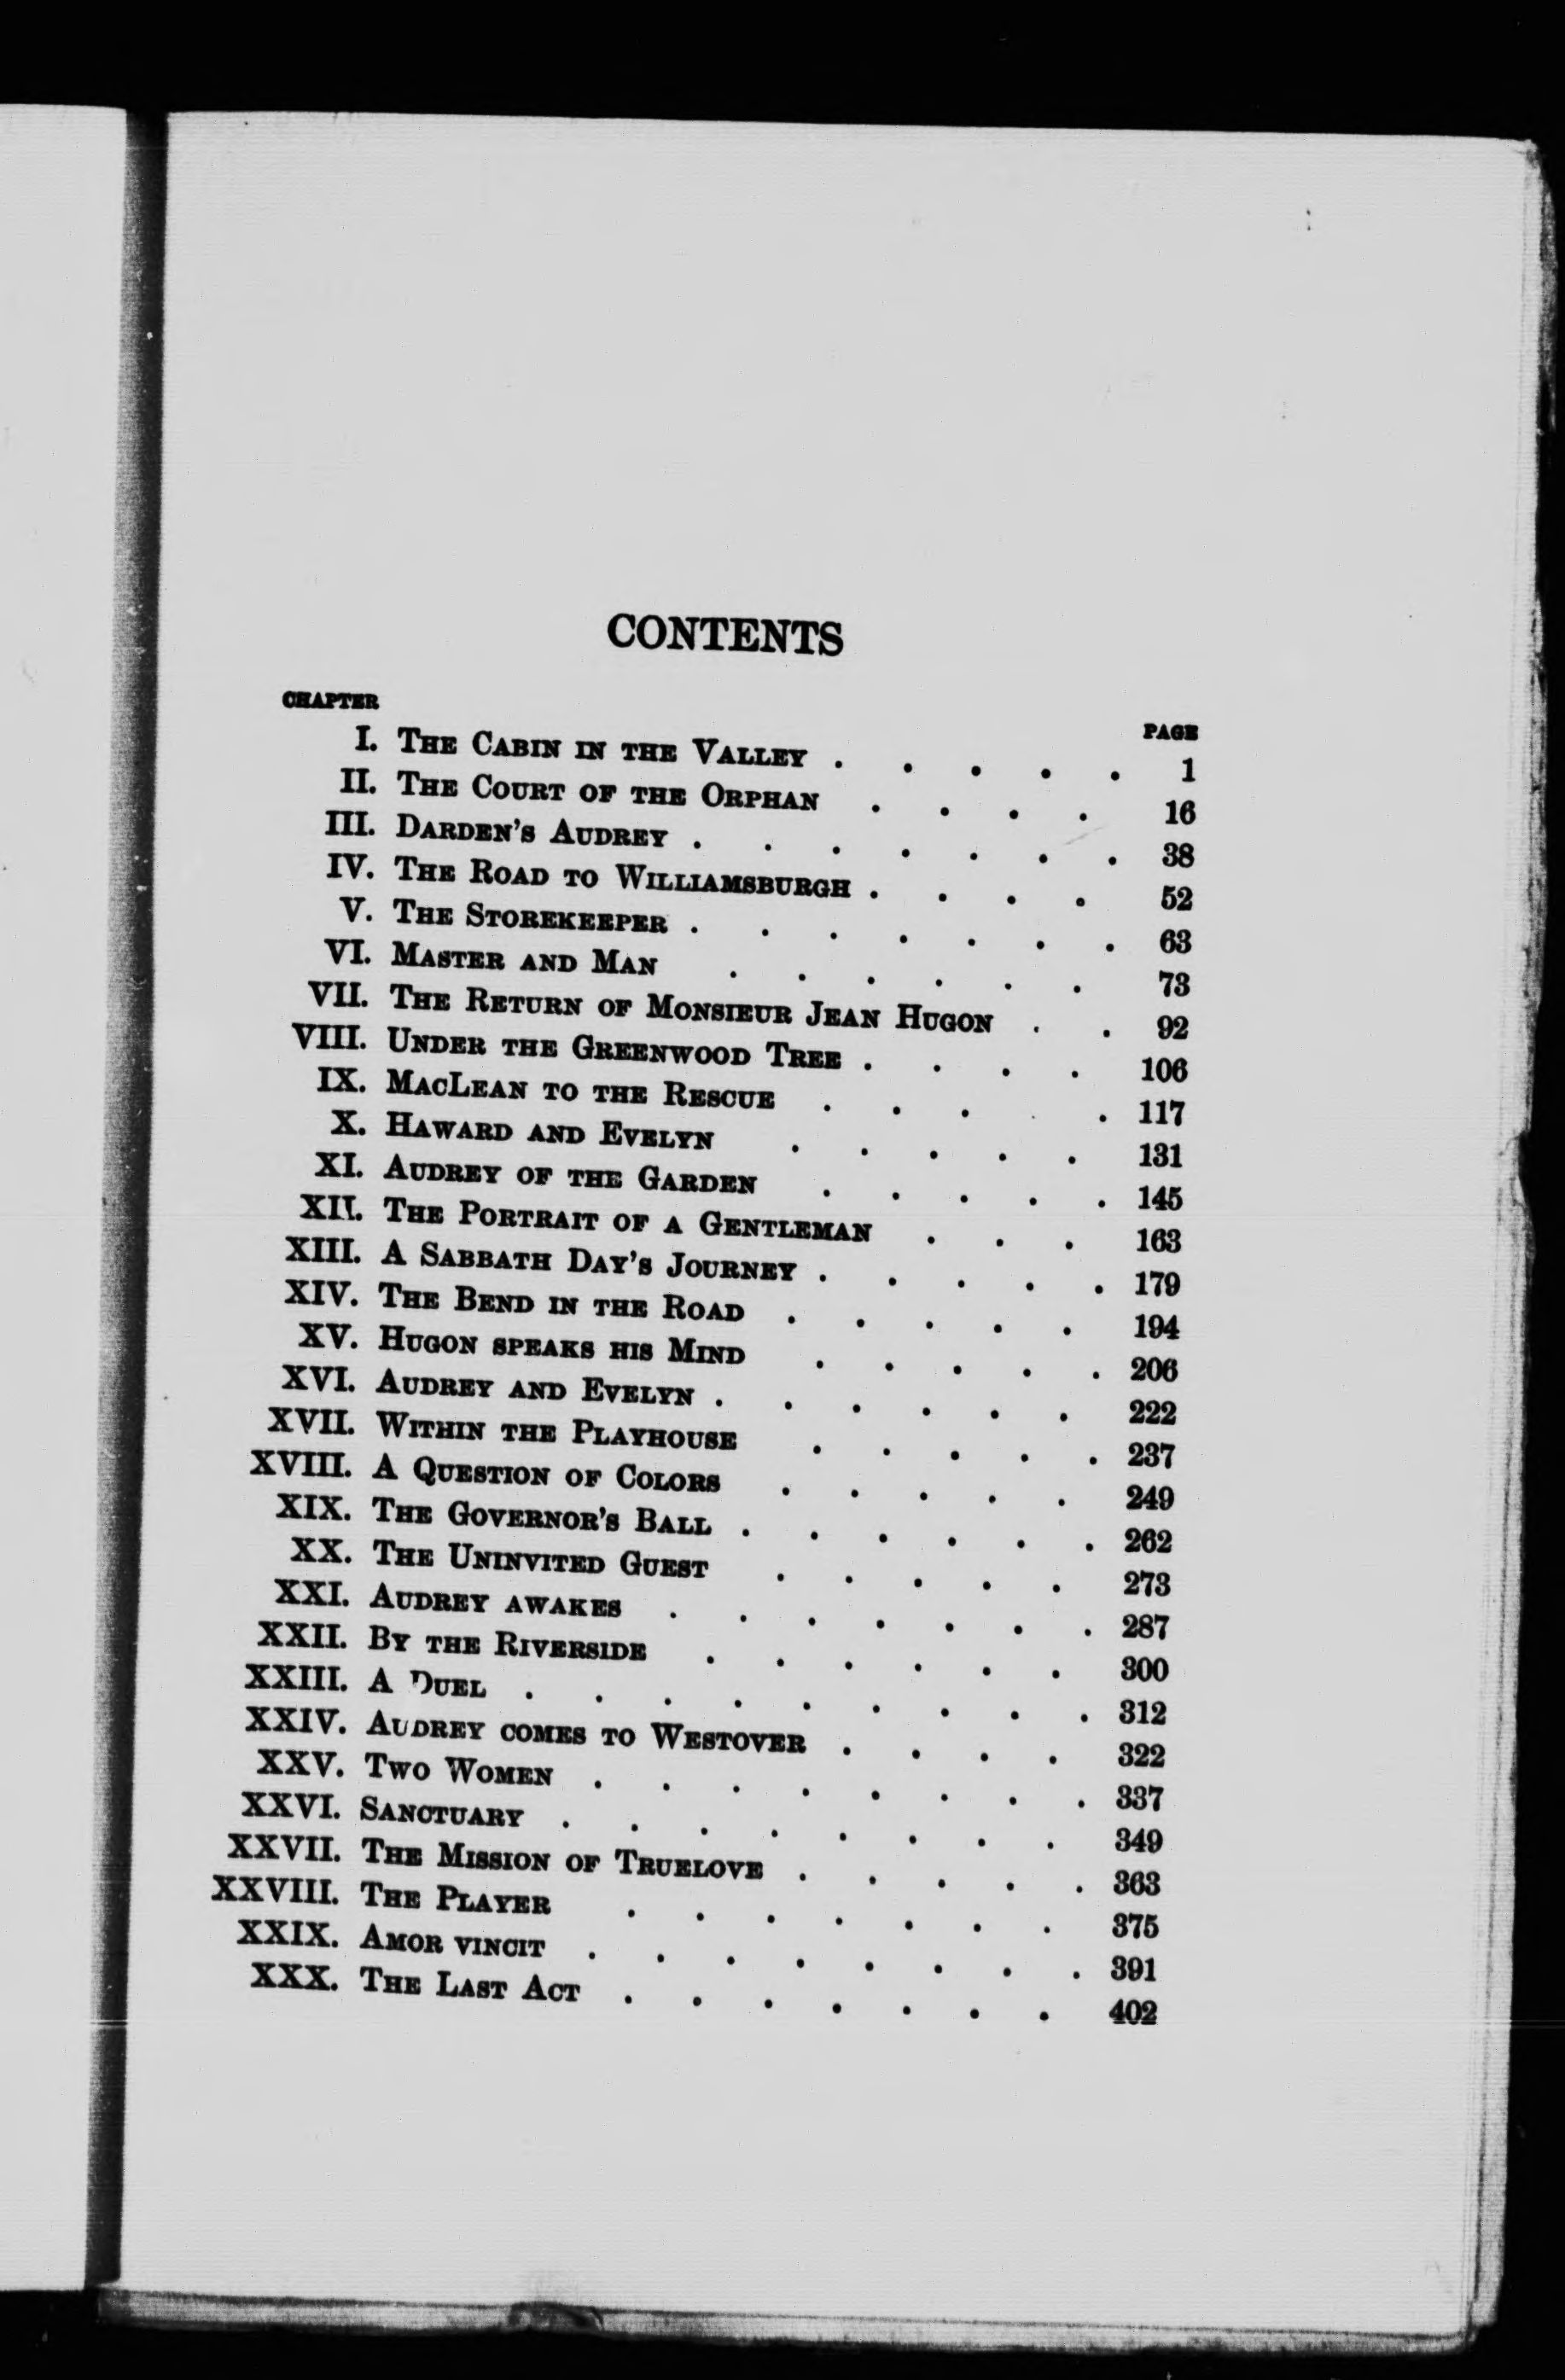 CONTENTS
CHAPTER PAGE
I. THE CABIN IN THE VALLEY . . . . . 1
II. THE COURT OF THE ORPHAN . . . . 16
III. DARDEN'S AUDREY . . . . . . . 38
IV. THE ROAD TO WILLIAMSBURGH . . . . 52
V. THE STOREKEEPER . . . . . . . 63
VI. MASTER AND MAN . . . . . . 73
VII. THE RETURN OF MONSIEUR JEAN HUGON . . 92
VIII. UNDER THE GREENWOOD TREE . . . . 106
IX. MACLEAN TO THE RESCUE . . . . . 117
X. HAWARD AND EVELYN . . . . . 131
XI. AUDREY OF THE GARDEN . . . . . 145
XII. THE PORTRAIT OF A GENTLEMAN . . . 163
XIII. A SABBATH DAY'S JOURNEY . . . . . 179
XIV. THE BEND IN THE ROAD . . . . . 194
XV. HUGON SPEAKS HIS MIND . . . . . 206
XVI. AUDREY AND EVELYN . . . . . . 222
XVII. WITHIN THE PLAYHOUSE . . . . . 237
XVIII. A QUESTION OF COLORS . . . . . 249
XIX. THE GOVERNOR'S BALL . . . . . . 262
XX. THE UNINVITED GUEST . . . . . 273
XXI. AUDREY AWAKES . . . . . . . 287
XXII. BY THE RIVERSIDE . . . . . . 300
XXIII. A DUEL . . . . . . . . . 312
XXIV. AUDREY COMES TO WESTOVER . . . . 322
XXV. TWO WOMEN . . . . . . . . 337
XXVI. SANCTUARY . . . . . . . . 349
XXVII. THE MISSION OF TRUELOVE . . . . . 363
XXVIII. THE PLAYER . . . . . . . 375
XXIX. AMOR VINCIT . . . . . . . . 391
XXX. THE LAST ACT . . . . . . . 402